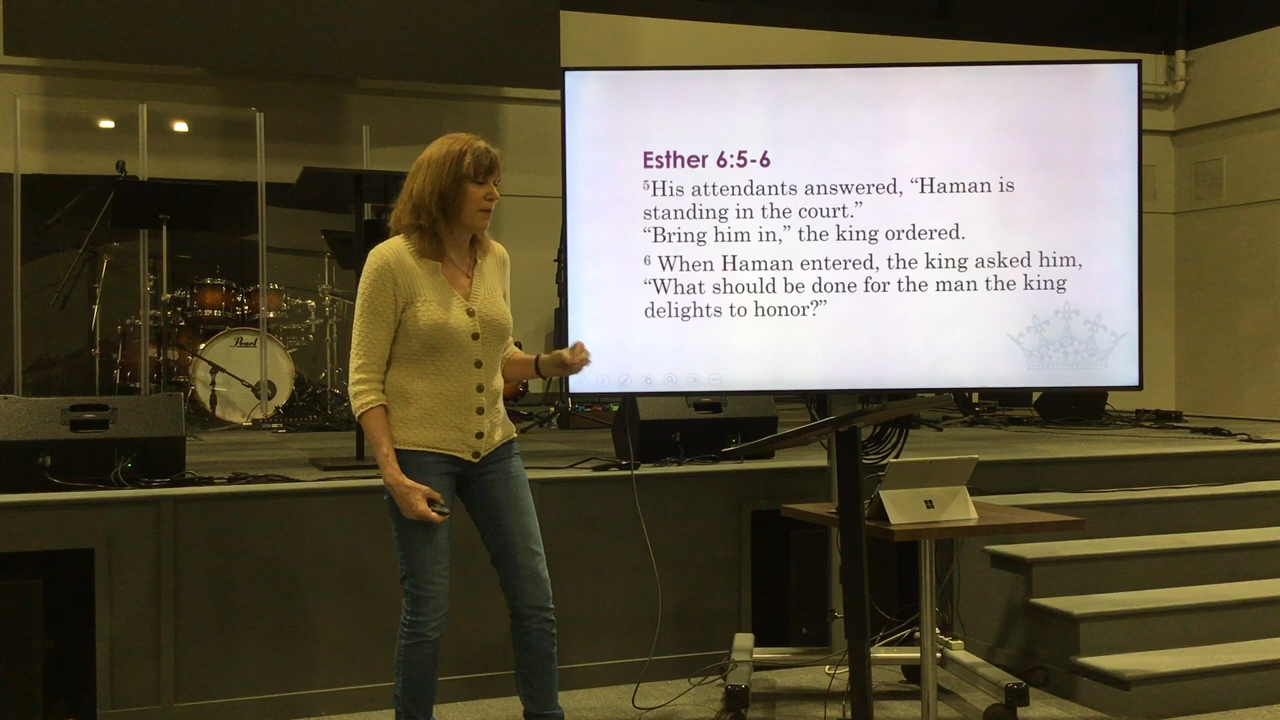 Esther 6:5-6
⁵His attendants answered, “Haman is
standing in the court.”
“Bring him in,” the king ordered.
⁶ When Haman entered, the king asked him,
“What should be done for the man the king
delights to honor?”
Pearl